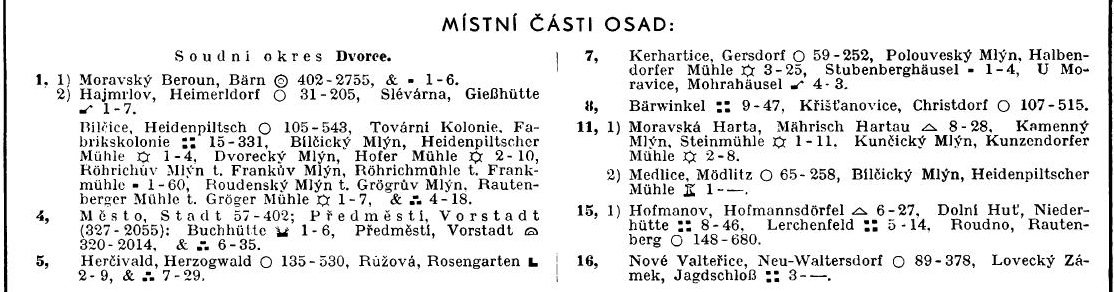 MÍSTNÍ ČÁSTI OSAD:
Soudní okres Dvorce.
1, 1) Moravský Beroun, Bärn ◎ 402-2755, & ▪ 1-6.
2) Hajmrlov, Heimerldorf ○ 31-205, Slévárna, Gießhütte
1-7.
Bílčice, Heidenpiltsch ○ 105-543, Tovární Kolonie, Fa-
brikskolonie :: 15-331, Bílčický Mlýn, Heidenpiltscher
Mühle ✡ 1-4, Dvorecký Mlýn, Hofer Mühle ✡ 2-10,
Röhrichův Mlýn t. Frankův Mlýn, Röhrichmühle t. Frank-
mühle ▪ 1-60, Roudenský Mlýn t. Grögrův Mlýn, Rauten-
berger Mühle t. Gröger Mühle ✡ 1-7, & ∴ 4-18.
4, Město, Stadt 57-402; Předměstí, Vorstadt
(327-2055): Buchhütte 1-6, Předměstí, Vorstadt
320-2014, & ∴ 6-35.
5, Herčivald, Herzogwald ○ 135-530, Růžová, Rosengarten
2-9, & ∴ 7-29.
7, Kerhartice, Gersdorf ○ 59-252, Polouveský Mlýn, Halben-
dorfer Mühle ✡ 3-25, Stubenberghäusel ▪ 1-4, U Mo-
ravice, Mohrahäusel 4-3.
8, Bärwinkel :: 9-47, Křišťanovice, Christdorf ○ 107-515.
11, 1) Moravská Harta, Mährisch Hartau 8-28, Kamenný
Mlýn, Steinmühle ✡ 1-11, Kunčický Mlýn, Kunzendorfer
Mühle ✡ 2-8.
2) Medlice, Mödlitz ○ 65-258, Bílčický Mlýn, Heidenpiltscher
Mühle 1-—.
15, 1) Hofmanov, Hofmannsdörfel 6-27, Dolní Huť, Nieder-
hütte :: 8-46, Lerchenfeld :: 5-14, Roudno, Rauten-
berg ○ 148-680.
16, Nové Valteřice, Neu-Waltersdorf ○ 89-378, Lovecký Zá-
mek, Jagdschloß :: 3-—.